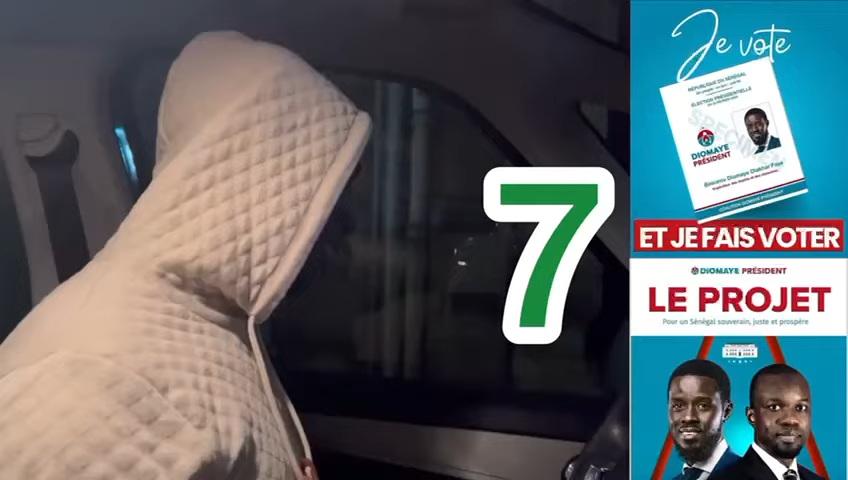 7
Je vote
RÉPUBLIQUE DU SÉNÉGAL
ÉLECTION PRÉSIDENTIELLE
SPECIMEN
DIOMAYE
PRÉSIDENT
Bassirou Diomaye Diakhar Faye
ET JE FAIS VOTER
DIOMAYE PRÉSIDENT
LE PROJET
Pour un Sénégal souverain, juste et prospère